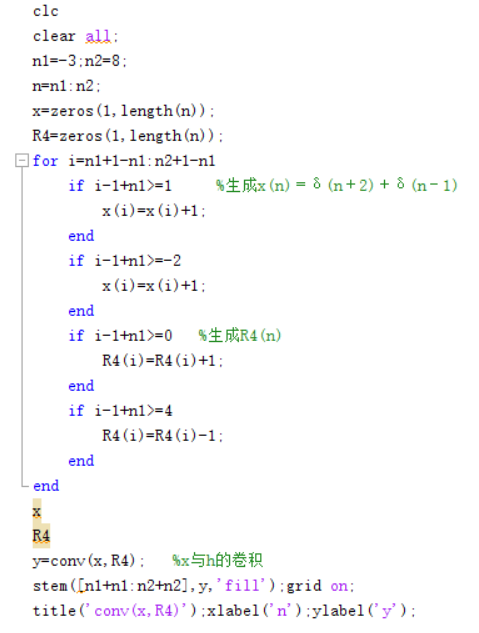 clc
clear all;
n1=-3;n2=8;
n=n1:n2;
x=zeros(1,length(n));
R4=zeros(1,length(n));
for i=n1+1-n1:n2+1-n1
if i-1+n1>=1 %生成x(n)=δ(n+2)+δ(n-1)
x(i)=x(i)+1;
end
if i-1+n1>=-2
x(i)=x(i)+1;
end
if i-1+n1>=0 %生成R4(n)
R4(i)=R4(i)+1;
end
if i-1+n1>=4
R4(i)=R4(i)-1;
end
end
x
R4
y=conv(x,R4); %x与h的卷积
stem([n1+n1:n2+n2],y,'fill');grid on;
title('conv(x,R4)');xlabel('n');ylabel('y');